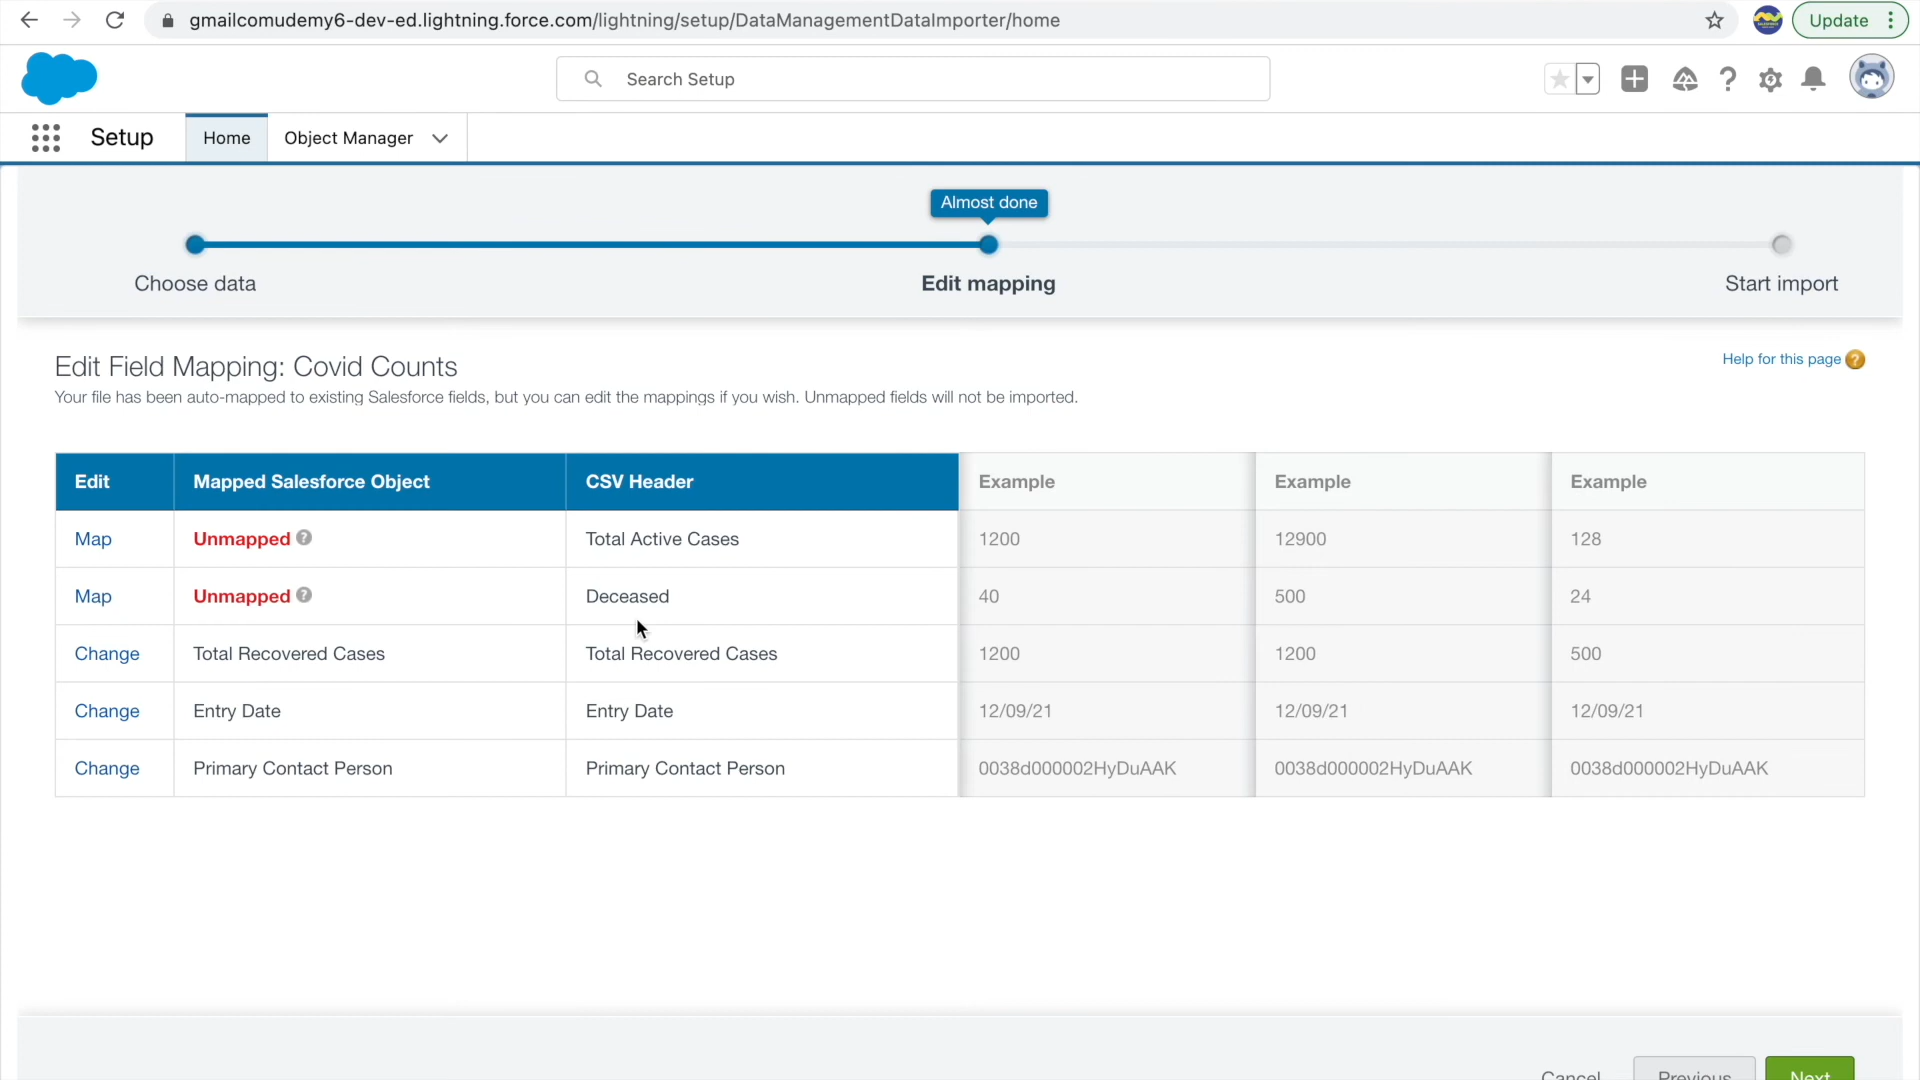 gmailcomudemy6-dev-ed.lightning.force.com/lightning/setup/DataManagementDataImporter/home
Update
Search Setup
Setup
Home
Object Manager
Almost done
Choose data
Edit mapping
Start import
Edit Field Mapping: Covid Counts
Help for this page
Your file has been auto-mapped to existing Salesforce fields, but you can edit the mappings if you wish. Unmapped fields will not be imported.
Edit Mapped Salesforce Object CSV Header Example Example Example
Map Unmapped Total Active Cases 1200 12900 128
Map Unmapped Deceased 40 500 24
Change Total Recovered Cases Total Recovered Cases 1200 1200 500
Change Entry Date Entry Date 12/09/21 12/09/21 12/09/21
Change Primary Contact Person Primary Contact Person 0038d000002HyDuAAK 0038d000002HyDuAAK 0038d000002HyDuAAK
Cancel Previous Next